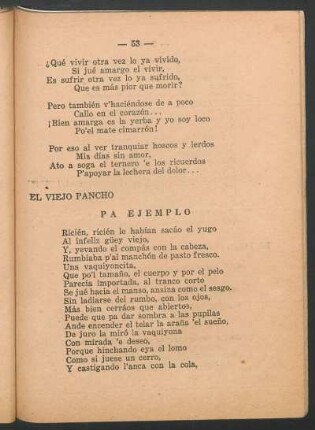 — 53 —
¿Qué vivir otra vez lo ya vivido,
Si jué amargo el vivir,
Es sufrir otra vez lo ya sufrido,
Que es más pior que morir?
Pero también v'haciéndose de a poco
Callo en el corazón...
¡Bien amarga es la yerba y yo soy loco
Po'el mate cimarrón!
Por eso al ver tranquiar hoscos y lerdos
Mis días sin amor,
Ato a soga el ternero 'e los ricuerdos
P'apoyar la lechera del dolor...
EL VIEJO PANCHO
PA EJEMPLO
Ricién, ricién le habían sacáo el yugo
Al infeliz güey viejo,
Y, yevando el compás con la cabeza,
Rumbiaba p'al manchón de pasto fresco.
Una vaquiyoncita,
Que po'l tamaño, el cuerpo y por el pelo
Parecía importada, al tranco corto
Se jué hacia el manso, ansina como el sesgo.
Sin ladiarse del rumbo, con los ojos,
Más bien cerráos que abiertos,
Puede que pa dar sombra a las pupilas
Ande encender el telar la araña 'el sueño,
De juro la miró la vaquiyona
Con mirada 'e deseo,
Porque hinchando eya el lomo
Como si juese un cerro,
Y castigando l'anca con la cola,